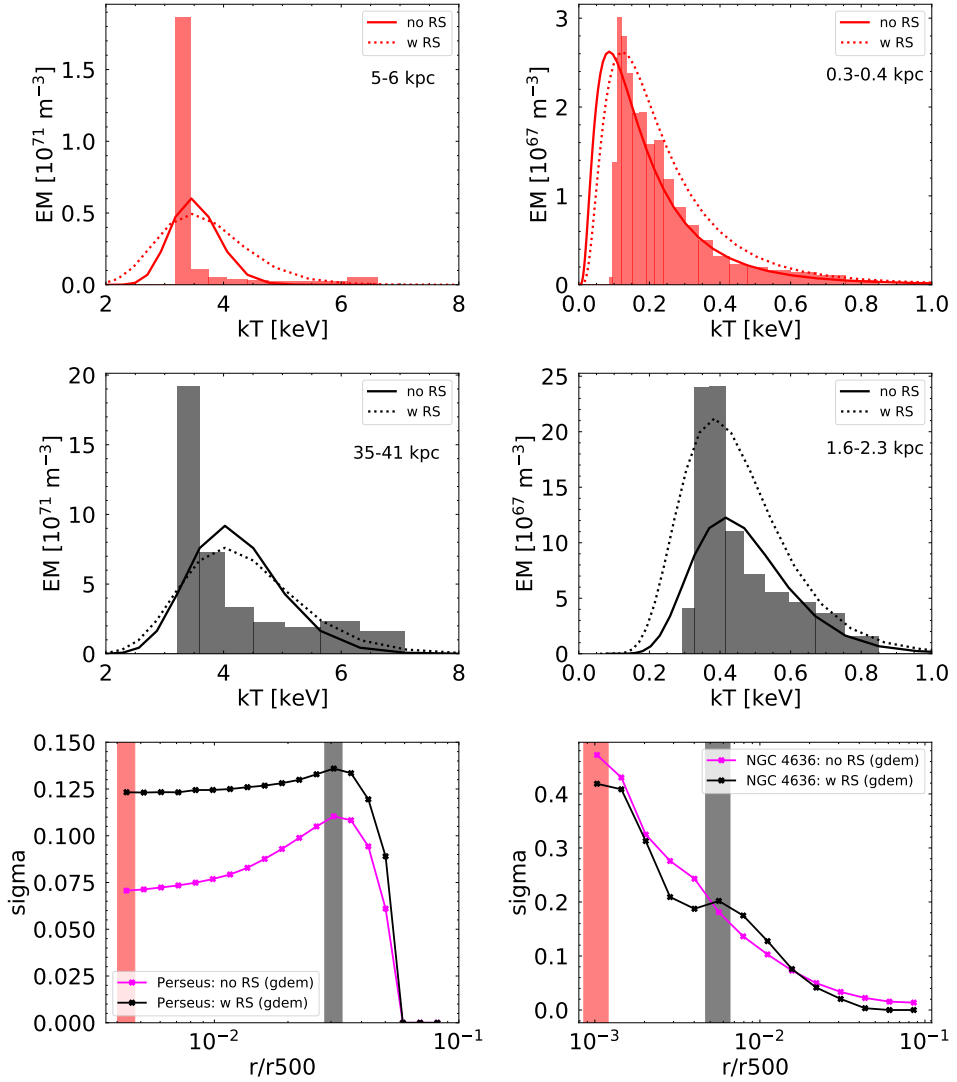 no RS
w RS
5-6 kpc
EM [10^71 m^−3]
0.0
0.5
1.0
1.5
2
4
6
8
kT [keV]
no RS
w RS
0.3-0.4 kpc
EM [10^67 m^−3]
0
1
2
3
0.0
0.2
0.4
0.6
0.8
1.0
kT [keV]
no RS
w RS
35-41 kpc
EM [10^71 m^−3]
0
5
10
15
20
2
4
6
8
kT [keV]
no RS
w RS
1.6-2.3 kpc
EM [10^67 m^−3]
0
5
10
15
20
25
0.0
0.2
0.4
0.6
0.8
1.0
kT [keV]
sigma
0.000
0.025
0.050
0.075
0.100
0.125
0.150
Perseus: no RS (gdem)
Perseus: w RS (gdem)
10^−2
10^−1
r/r500
NGC 4636: no RS (gdem)
NGC 4636: w RS (gdem)
sigma
0.0
0.1
0.2
0.3
0.4
10^−3
10^−2
10^−1
r/r500